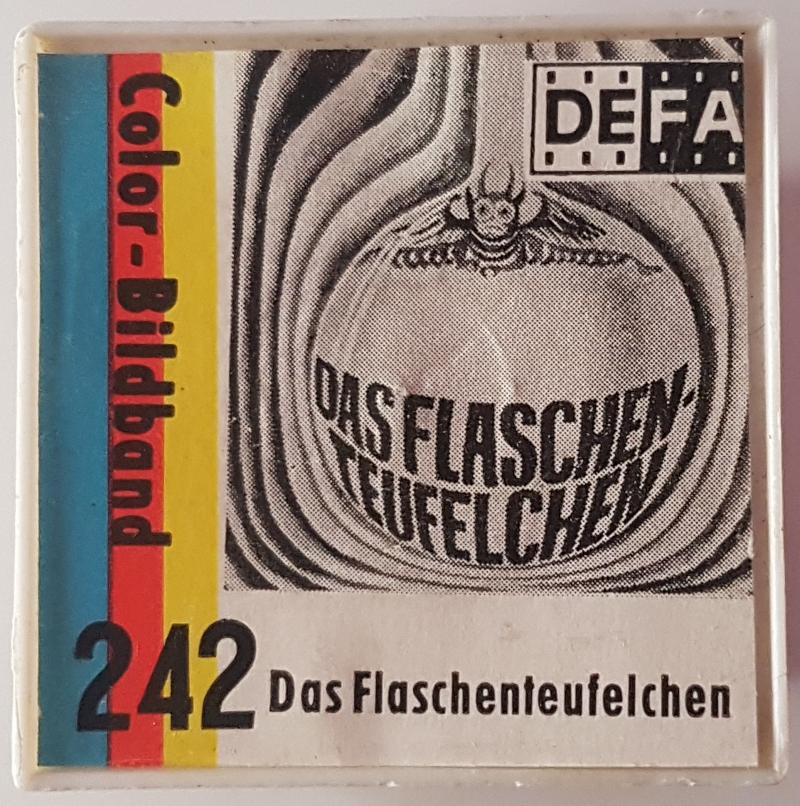 Color-Bildband
DEFA
DAS FLASCHEN-
TEUFELCHEN
242 Das Flaschenteufelchen